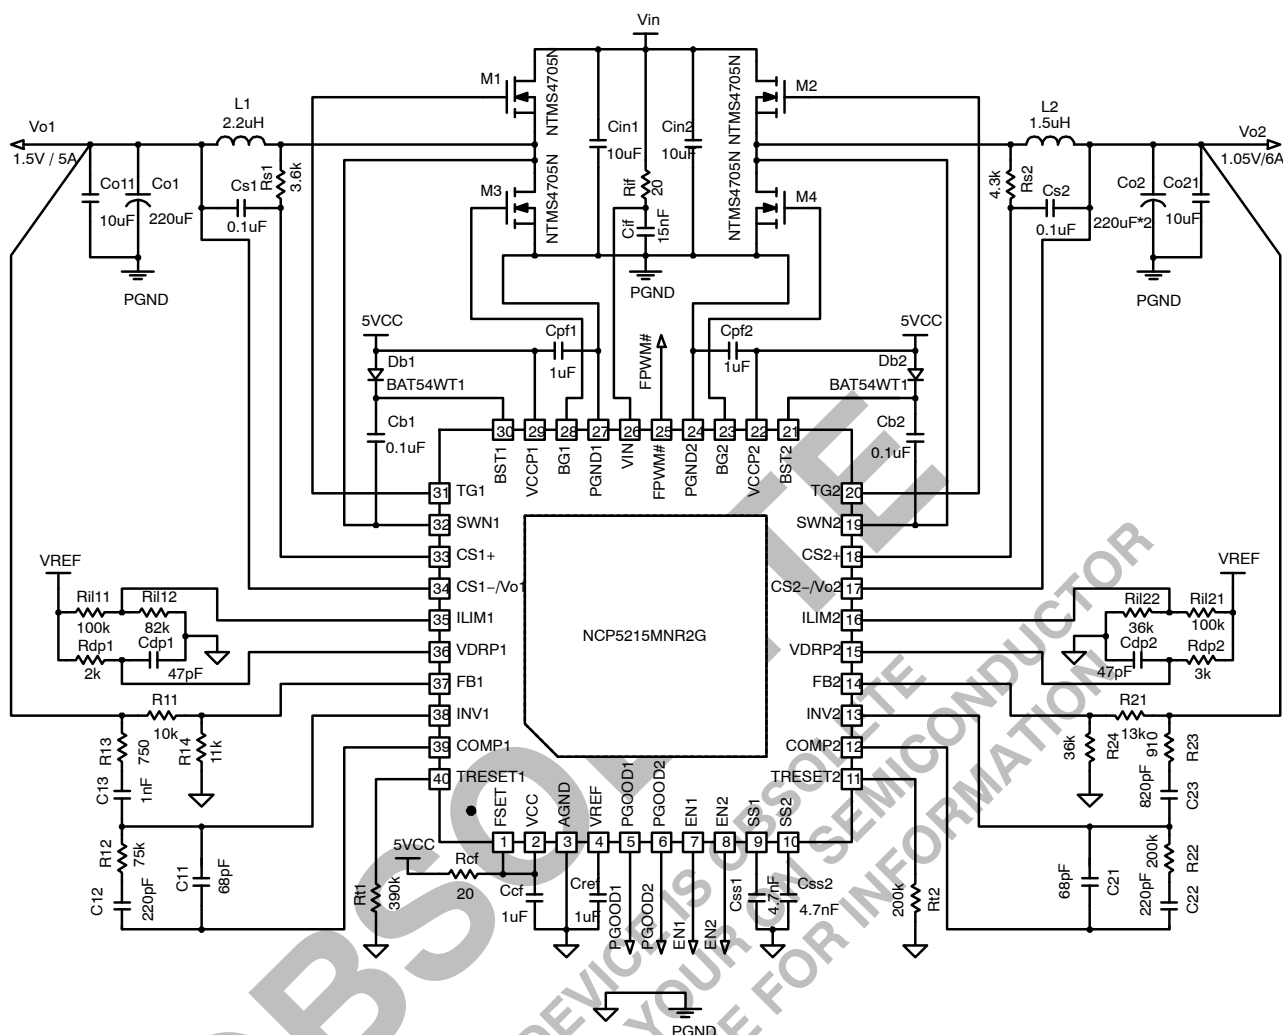 Vin
M1
NTMS4705N
NTMS4705N
M2
L1
2.2uH
L2
1.5uH
Vo1
1.5V / 5A
Vo2
1.05V/6A
Cin1
10uF
Cin2
10uF
Co11
10uF
Co1
220uF
Cs1
0.1uF
Rs1
3.6k
M3
NTMS4705N
Rif
20
Cif
15nF
NTMS4705N
M4
4.3k
Rs2
Cs2
0.1uF
Co2
220uF*2
Co21
10uF
PGND
PGND
PGND
5VCC
Cpf1
1uF
FPWM#
Cpf2
1uF
5VCC
Db1
BAT54WT1
Db2
BAT54WT1
Cb1
0.1uF
Cb2
0.1uF
30 29 28 27 26 25 24 23 22 21
BST1 VCCP1 BG1 PGND1 VIN FPWM# PGND2 BG2 VCCP2 BST2
31 TG1
TG2 20
32 SWN1
SWN2 19
33 CS1+
CS2+ 18
34 CS1−/Vo1
CS2−/Vo2 17
35 ILIM1
ILIM2 16
36 VDRP1
VDRP2 15
37 FB1
FB2 14
38 INV1
INV2 13
39 COMP1
COMP2 12
40 TRESET1
TRESET2 11
NCP5215MNR2G
VREF
Ril11
100k
Ril12
82k
Rdp1
2k
Cdp1
47pF
VREF
Ril22
36k
Ril21
100k
Cdp2
47pF
Rdp2
3k
R11
10k
R13
750
R14
11k
C13
1nF
R12
75k
C12
220pF
C11
68pF
R21
13k
36k
R24
910
R23
820pF
C23
200k
R22
68pF
C21
220pF
C22
FSET VCC AGND VREF PGOOD1 PGOOD2 EN1 EN2 SS1 SS2
1 2 3 4 5 6 7 8 9 10
5VCC
Rcf
20
Rt1
390k
Ccf
1uF
Cref
1uF
PGOOD1
PGOOD2
EN1
EN2
Css1
4.7nF
Css2
4.7nF
200k
Rt2
PGND
OBSOLETE
DEVICE IS OBSOLETE
YOUR ON SEMICONDUCTOR
FOR INFORMATION